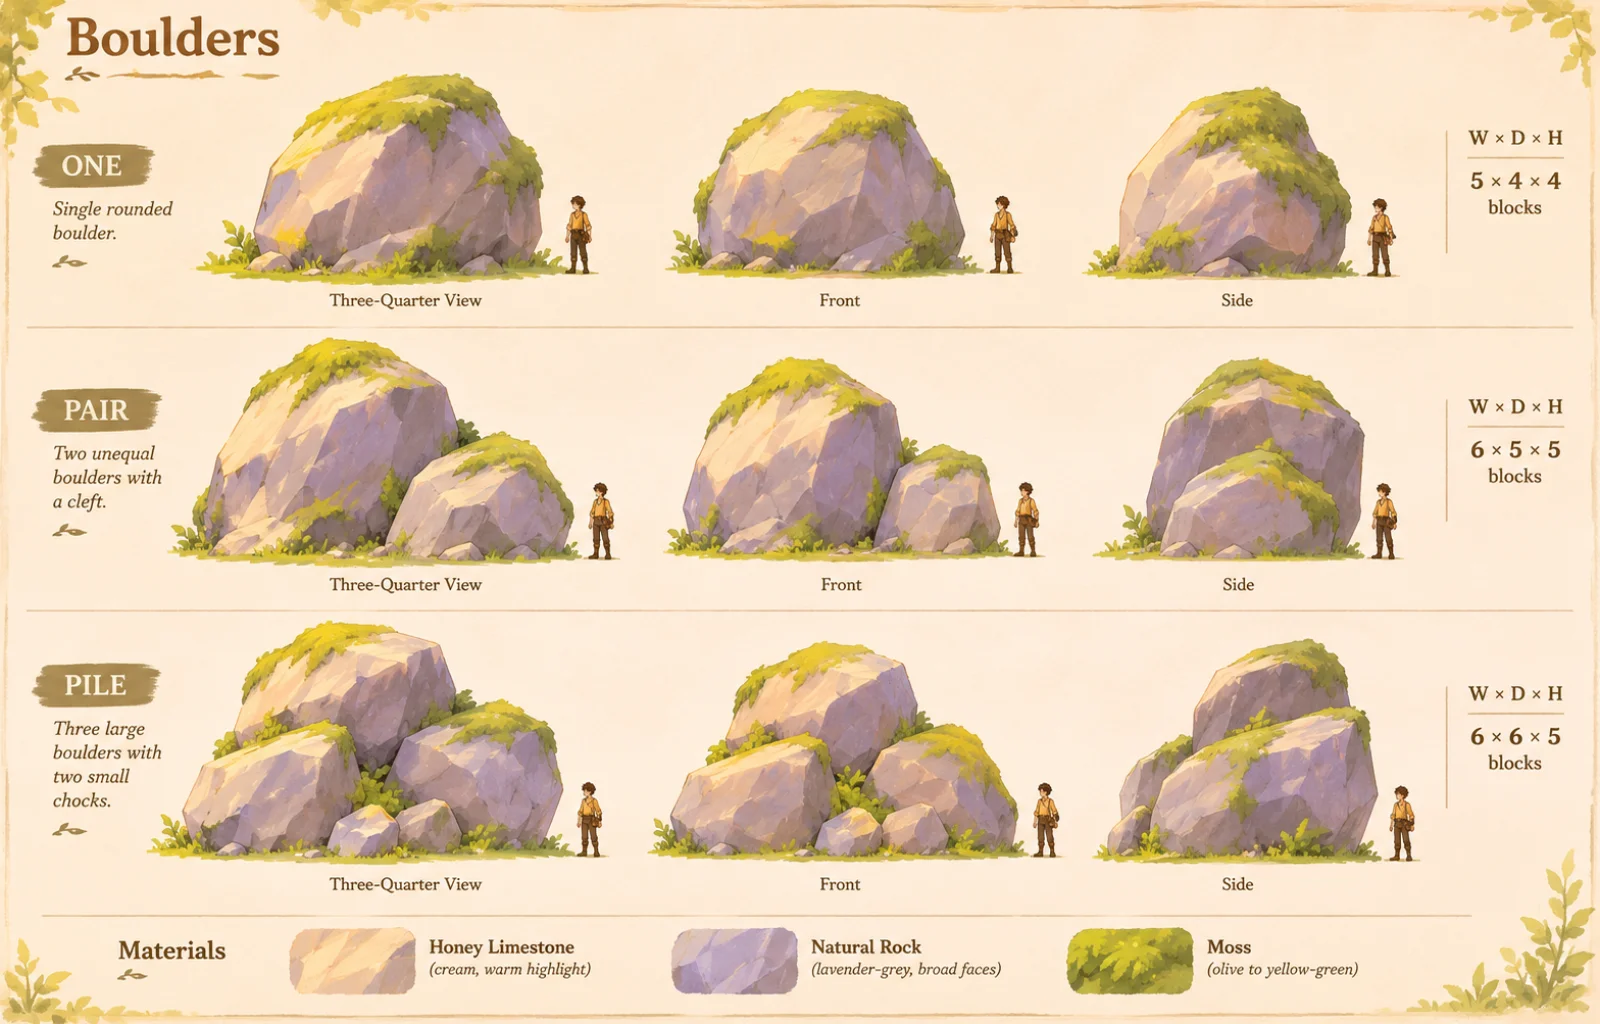 Boulders
ONE
Single rounded
boulder.
Three-Quarter View
Front
Side
W × D × H
5 × 4 × 4
blocks
PAIR
Two unequal
boulders with
a cleft.
Three-Quarter View
Front
Side
W × D × H
6 × 5 × 5
blocks
PILE
Three large
boulders with
two small
chocks.
Three-Quarter View
Front
Side
W × D × H
6 × 6 × 5
blocks
Materials
Honey Limestone
(cream, warm highlight)
Natural Rock
(lavender-grey, broad faces)
Moss
(olive to yellow-green)